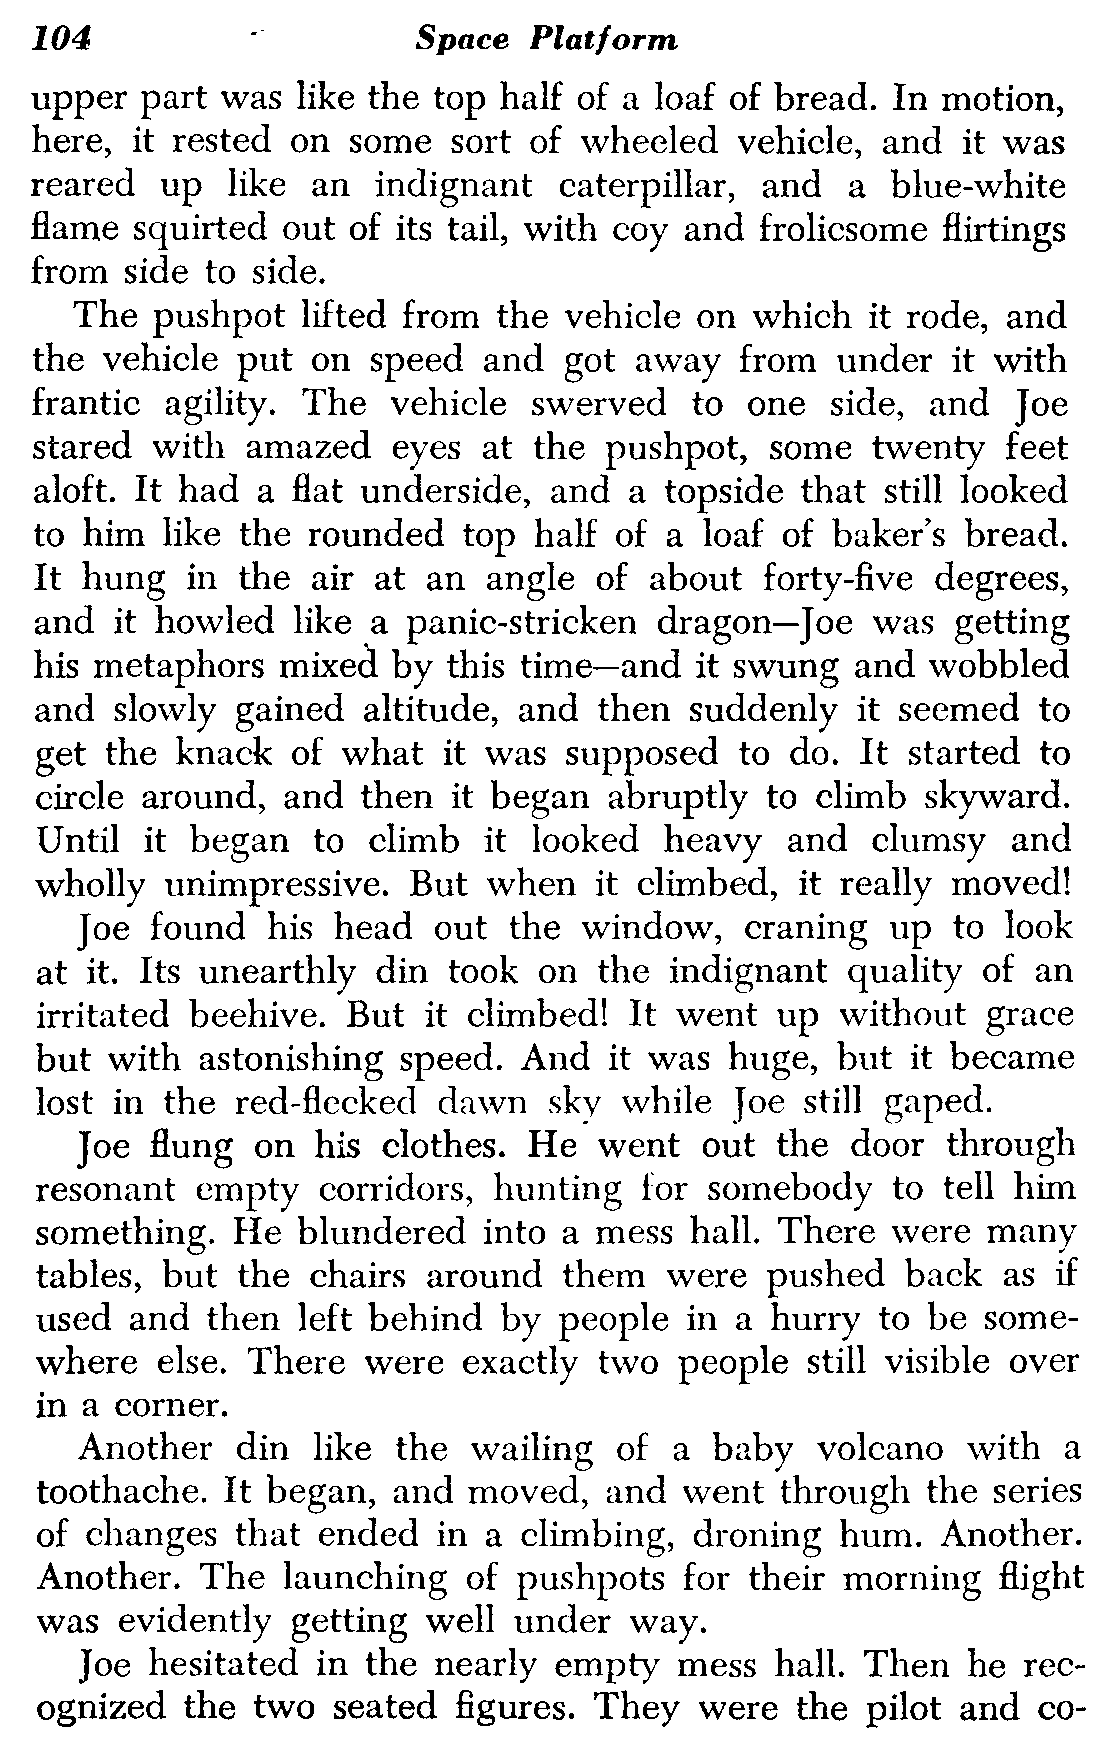 104 Space Platform
upper part was like the top half of a loaf of bread. In motion,
here, it rested on some sort of wheeled vehicle, and it was
reared up like an indignant caterpillar, and a blue-white
flame squirted out of its tail, with coy and frolicsome flirtings
from side to side.
The pushpot lifted from the vehicle on which it rode, and
the vehicle put on speed and got away from under it with
frantic agility. The vehicle swerved to one side, and Joe
stared with amazed eyes at the pushpot, some twenty feet
aloft. It had a flat underside, and a topside that still looked
to him like the rounded top half of a loaf of baker's bread.
It hung in the air at an angle of about forty-five degrees,
and it howled like a panic-stricken dragon—Joe was getting
his metaphors mixed by this time—and it swung and wobbled
and slowly gained altitude, and then suddenly it seemed to
get the knack of what it was supposed to do. It started to
circle around, and then it began abruptly to climb skyward.
Until it began to climb it looked heavy and clumsy and
wholly unimpressive. But when it climbed, it really moved!
Joe found his head out the window, craning up to look
at it. Its unearthly din took on the indignant quality of an
irritated beehive. But it climbed! It went up without grace
but with astonishing speed. And it was huge, but it became
lost in the red-flecked dawn sky while Joe still gaped.
Joe flung on his clothes. He went out the door through
resonant empty corridors, hunting for somebody to tell him
something. He blundered into a mess hall. There were many
tables, but the chairs around them were pushed back as if
used and then left behind by people in a hurry to be some-
where else. There were exactly two people still visible over
in a corner.
Another din like the wailing of a baby volcano with a
toothache. It began, and moved, and went through the series
of changes that ended in a climbing, droning hum. Another.
Another. The launching of pushpots for their morning flight
was evidently getting well under way.
Joe hesitated in the nearly empty mess hall. Then he rec-
ognized the two seated figures. They were the pilot and co-